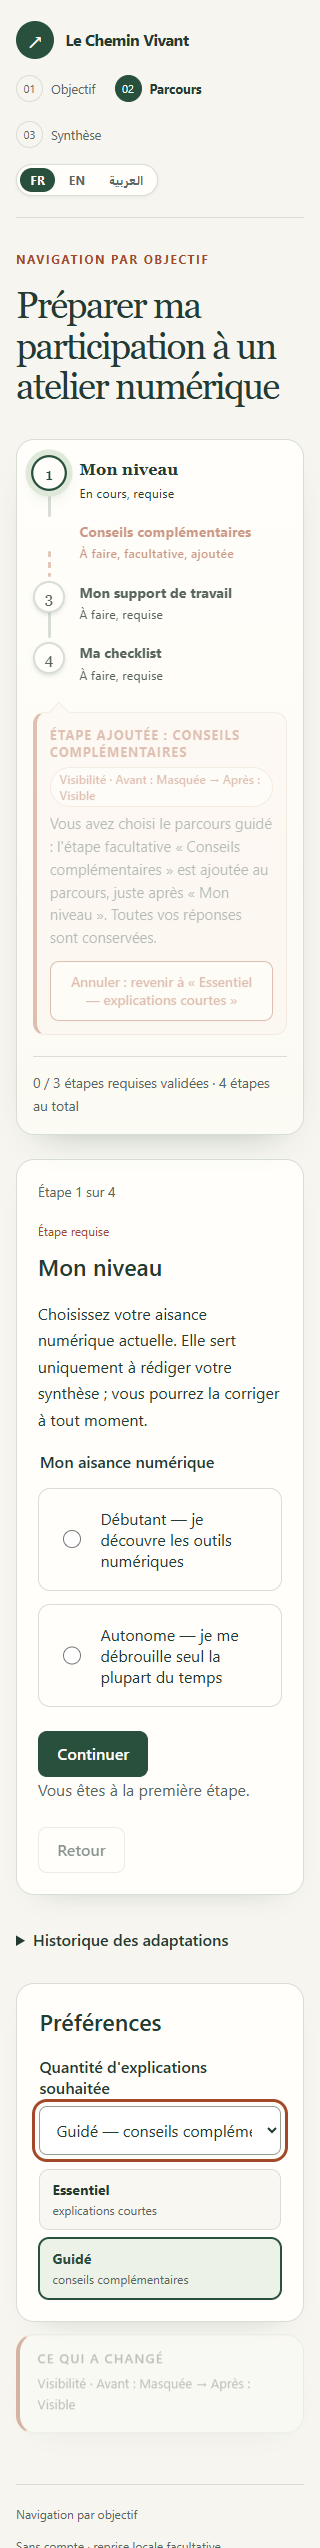 ↗ Le Chemin Vivant
01 Objectif 02 Parcours
03 Synthèse
FR EN العربية
NAVIGATION PAR OBJECTIF
Préparer ma
participation à un
atelier numérique
1 Mon niveau
En cours, requise
Conseils complémentaires
À faire, facultative, ajoutée
3 Mon support de travail
À faire, requise
4 Ma checklist
À faire, requise
ÉTAPE AJOUTÉE : CONSEILS
COMPLÉMENTAIRES
Visibilité · Avant : Masquée → Après :
Visible
Vous avez choisi le parcours guidé
: l'étape facultative « Conseils
complémentaires » est ajoutée au
parcours, juste après « Mon
niveau ». Toutes vos réponses
sont conservées.
Annuler : revenir à « Essentiel
— explications courtes »
0 / 3 étapes requises validées · 4 étapes
au total
Étape 1 sur 4
Étape requise
Mon niveau
Choisissez votre aisance
numérique actuelle. Elle sert
uniquement à rédiger votre
synthèse ; vous pourrez la corriger
à tout moment.
Mon aisance numérique
Débutant — je
découvre les outils
numériques
Autonome — je me
débrouille seul la
plupart du temps
Continuer
Vous êtes à la première étape.
Retour
Historique des adaptations
Préférences
Quantité d'explications
souhaitée
Guidé — conseils compléme
Essentiel
explications courtes
Guidé
conseils complémentaires
CE QUI A CHANGÉ
Visibilité · Avant : Masquée → Après :
Visible
Navigation par objectif
Sans compte · reprise locale facultative